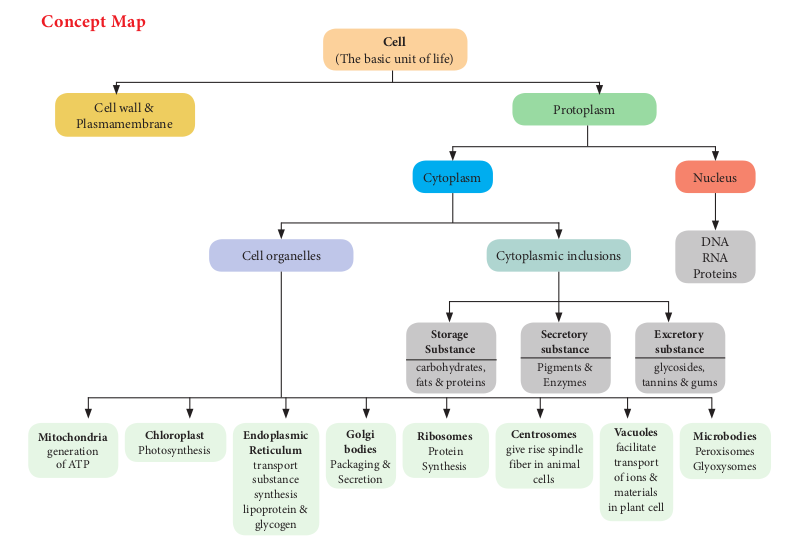 Concept Map
Cell
(The basic unit of life)
Cell wall &
Plasmamembrane
Protoplasm
Cytoplasm
Nucleus
DNA
RNA
Proteins
Cell organelles
Cytoplasmic inclusions
Storage
Substance
carbohydrates,
fats & proteins
Secretory
substance
Pigments &
Enzymes
Excretory
substance
glycosides,
tannins & gums
Mitochondria
generation
of ATP
Chloroplast
Photosynthesis
Endoplasmic
Reticulum
transport
substance
synthesis
lipoprotein &
glycogen
Golgi
bodies
Packaging &
Secretion
Ribosomes
Protein
Synthesis
Centrosomes
give rise spindle
fiber in animal
cells
Vacuoles
facilitate
transport
of ions &
materials
in plant cell
Microbodies
Peroxisomes
Glyoxysomes